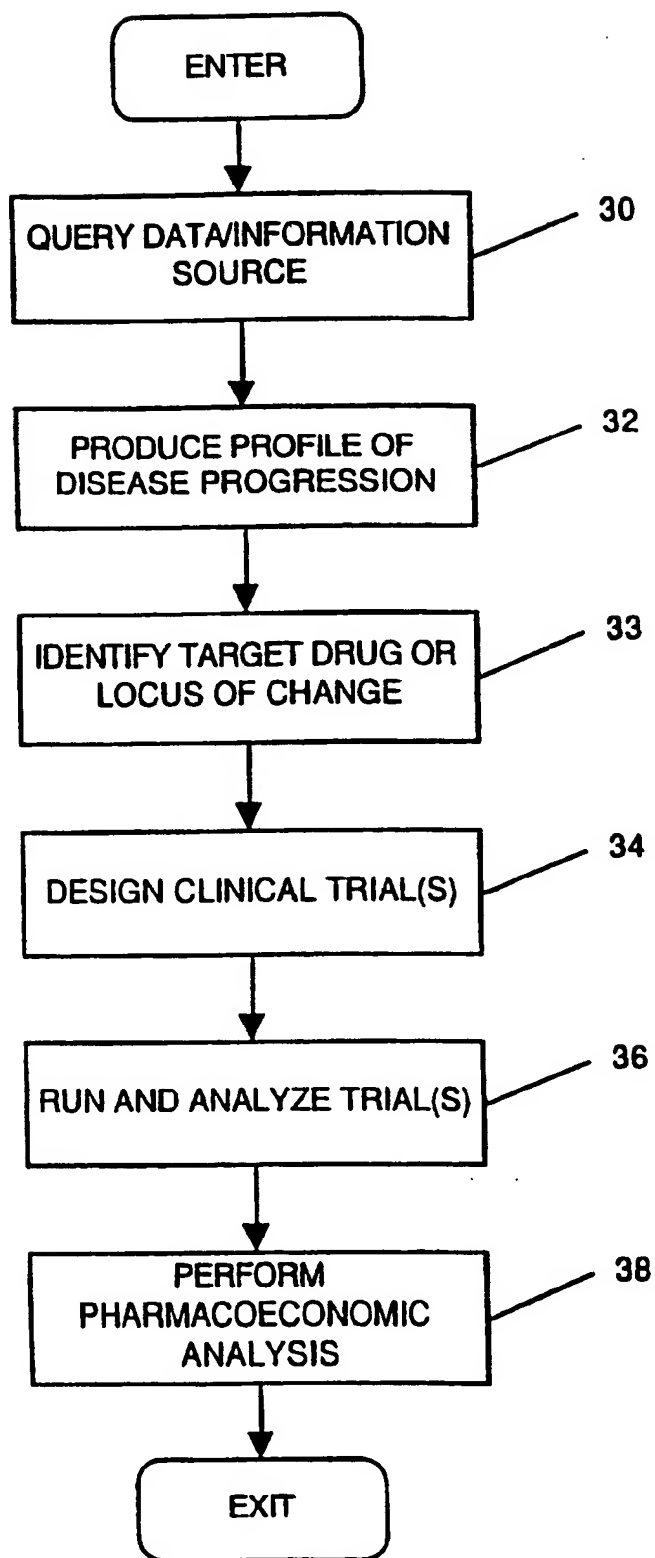 ENTER
QUERY DATA/INFORMATION
SOURCE
30
PRODUCE PROFILE OF
DISEASE PROGRESSION
32
IDENTIFY TARGET DRUG OR
LOCUS OF CHANGE
33
DESIGN CLINICAL TRIAL(S)
34
RUN AND ANALYZE TRIAL(S)
36
PERFORM
PHARMACOECONOMIC
ANALYSIS
38
EXIT